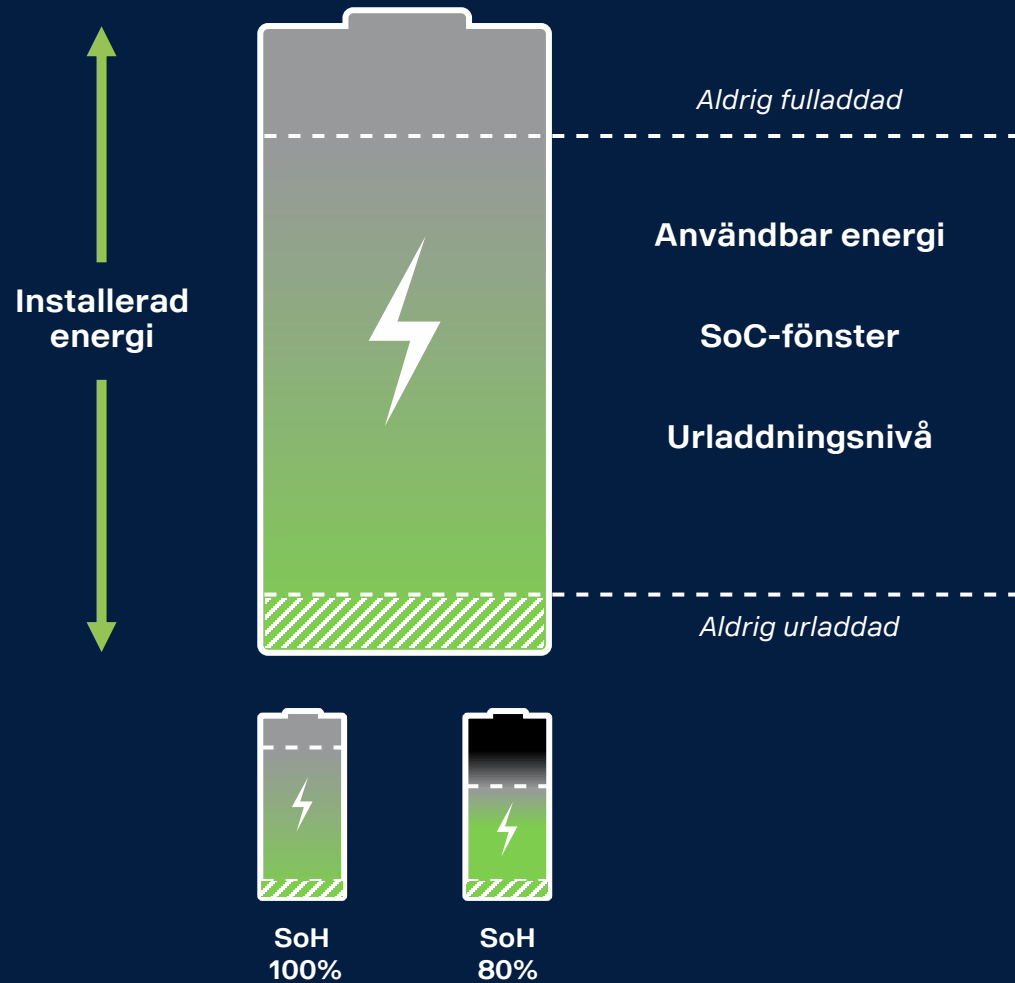 Aldrig fulladdad
Användbar energi
Installerad
energi
SoC-fönster
Urladdningsnivå
Aldrig urladdad
SoH
100%
SoH
80%